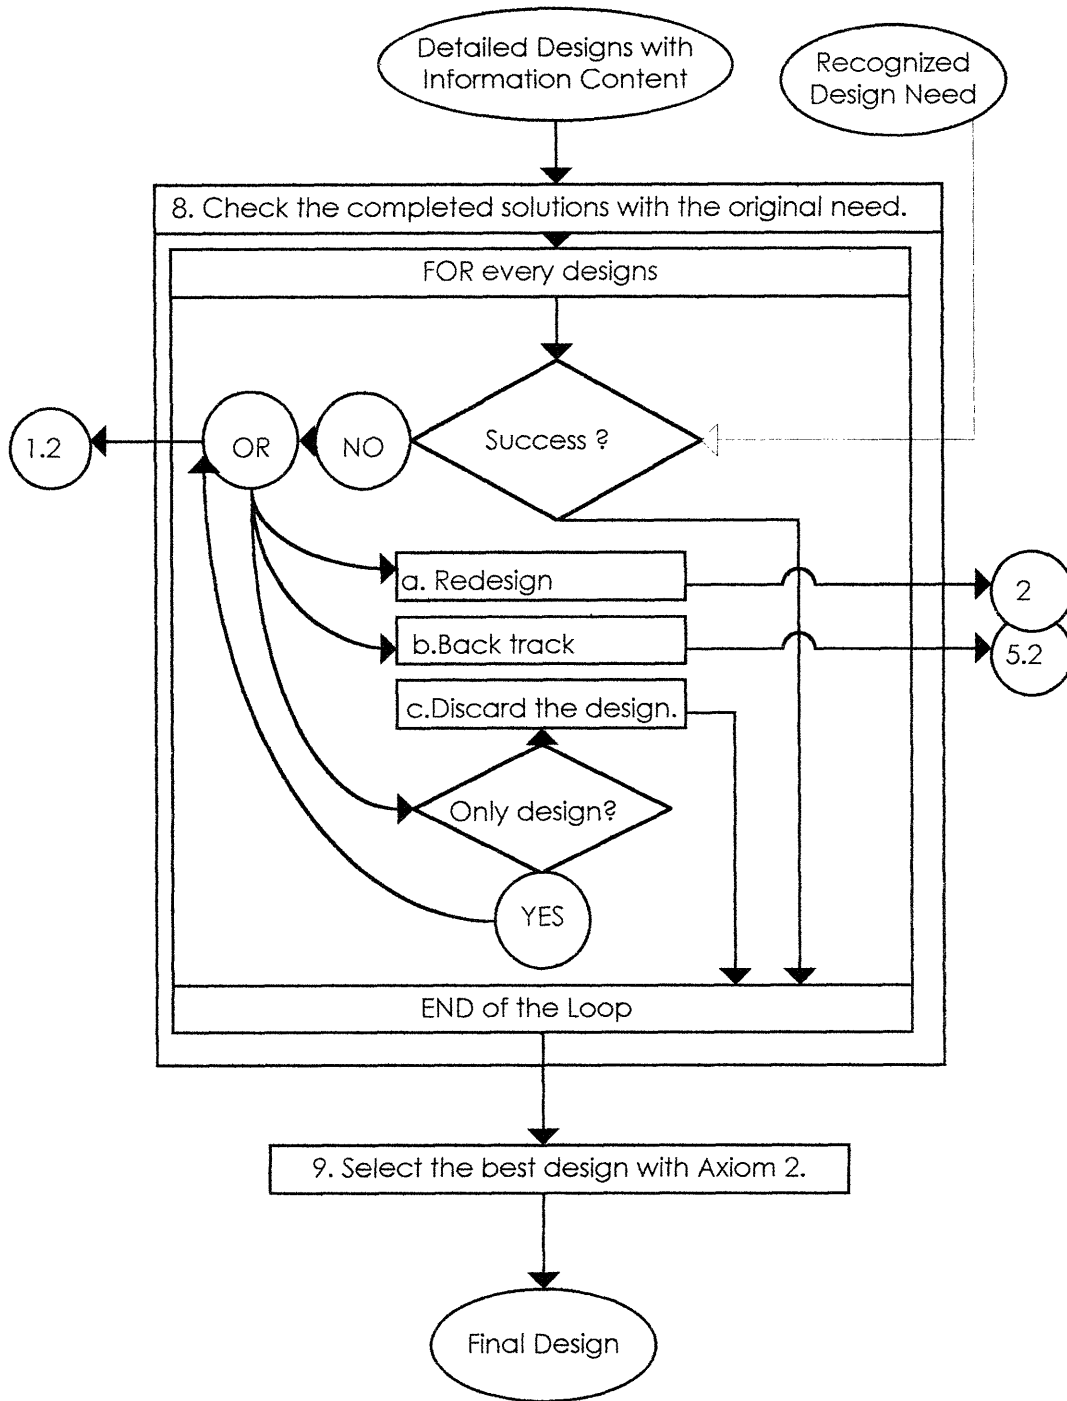 Detailed Designs with
Information Content
Recognized
Design Need
8. Check the completed solutions with the original need.
FOR every designs
1.2
OR
NO
Success ?
a. Redesign
2
b.Back track
5.2
c.Discard the design.
Only design?
YES
END of the Loop
9. Select the best design with Axiom 2.
Final Design